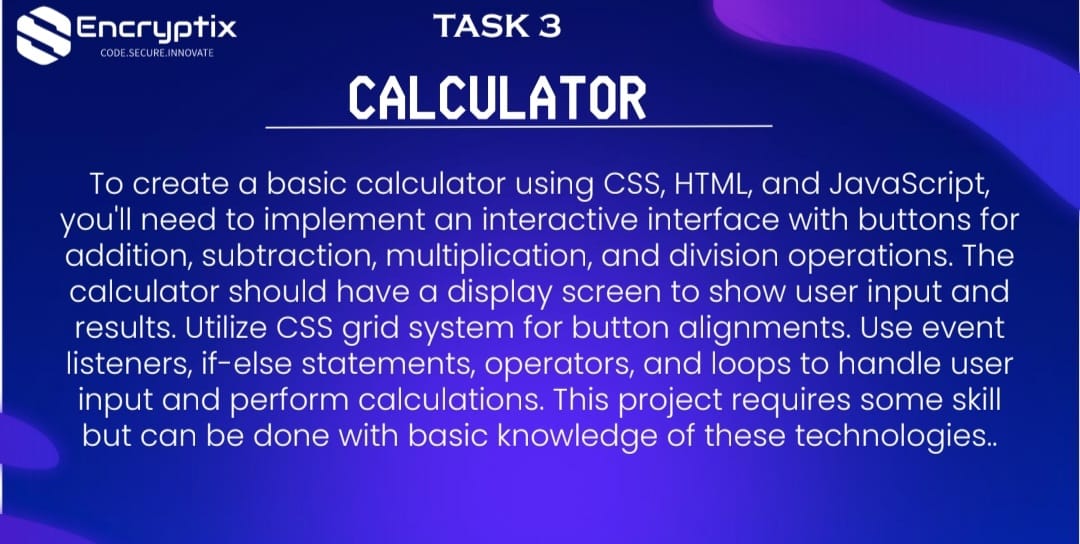 Encryptix
CODE.SECURE.INNOVATE
TASK 3
CALCULATOR
To create a basic calculator using CSS, HTML, and JavaScript,
you'll need to implement an interactive interface with buttons for
addition, subtraction, multiplication, and division operations. The
calculator should have a display screen to show user input and
results. Utilize CSS grid system for button alignments. Use event
listeners, if-else statements, operators, and loops to handle user
input and perform calculations. This project requires some skill
but can be done with basic knowledge of these technologies..